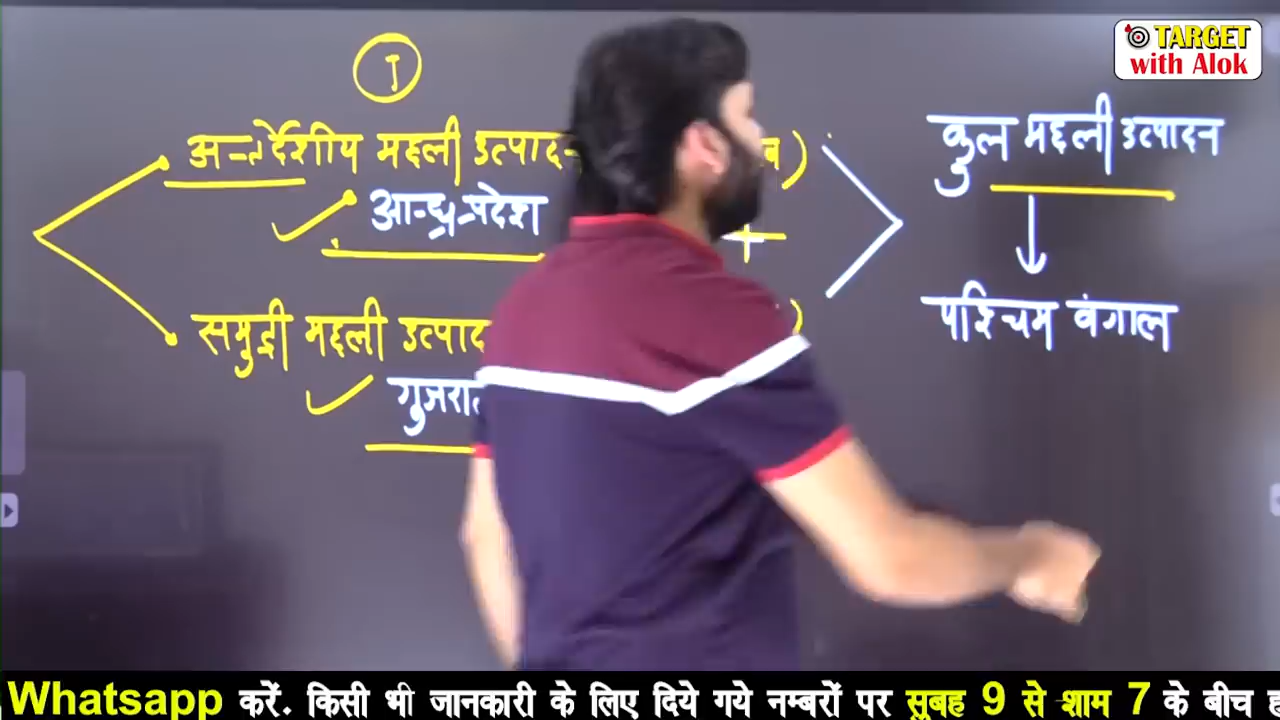 TARGET
with Alok
I
अन्तर्देशीय मछली उत्पादन
आन्ध्रप्रदेश
+
समुद्री मछली उत्पाद
गुजरात
कुल मछली उत्पादन
पश्चिम बंगाल
Whatsapp करें. किसी भी जानकारी के लिए दिये गये नम्बरों पर सुबह 9 से शाम 7 के बीच